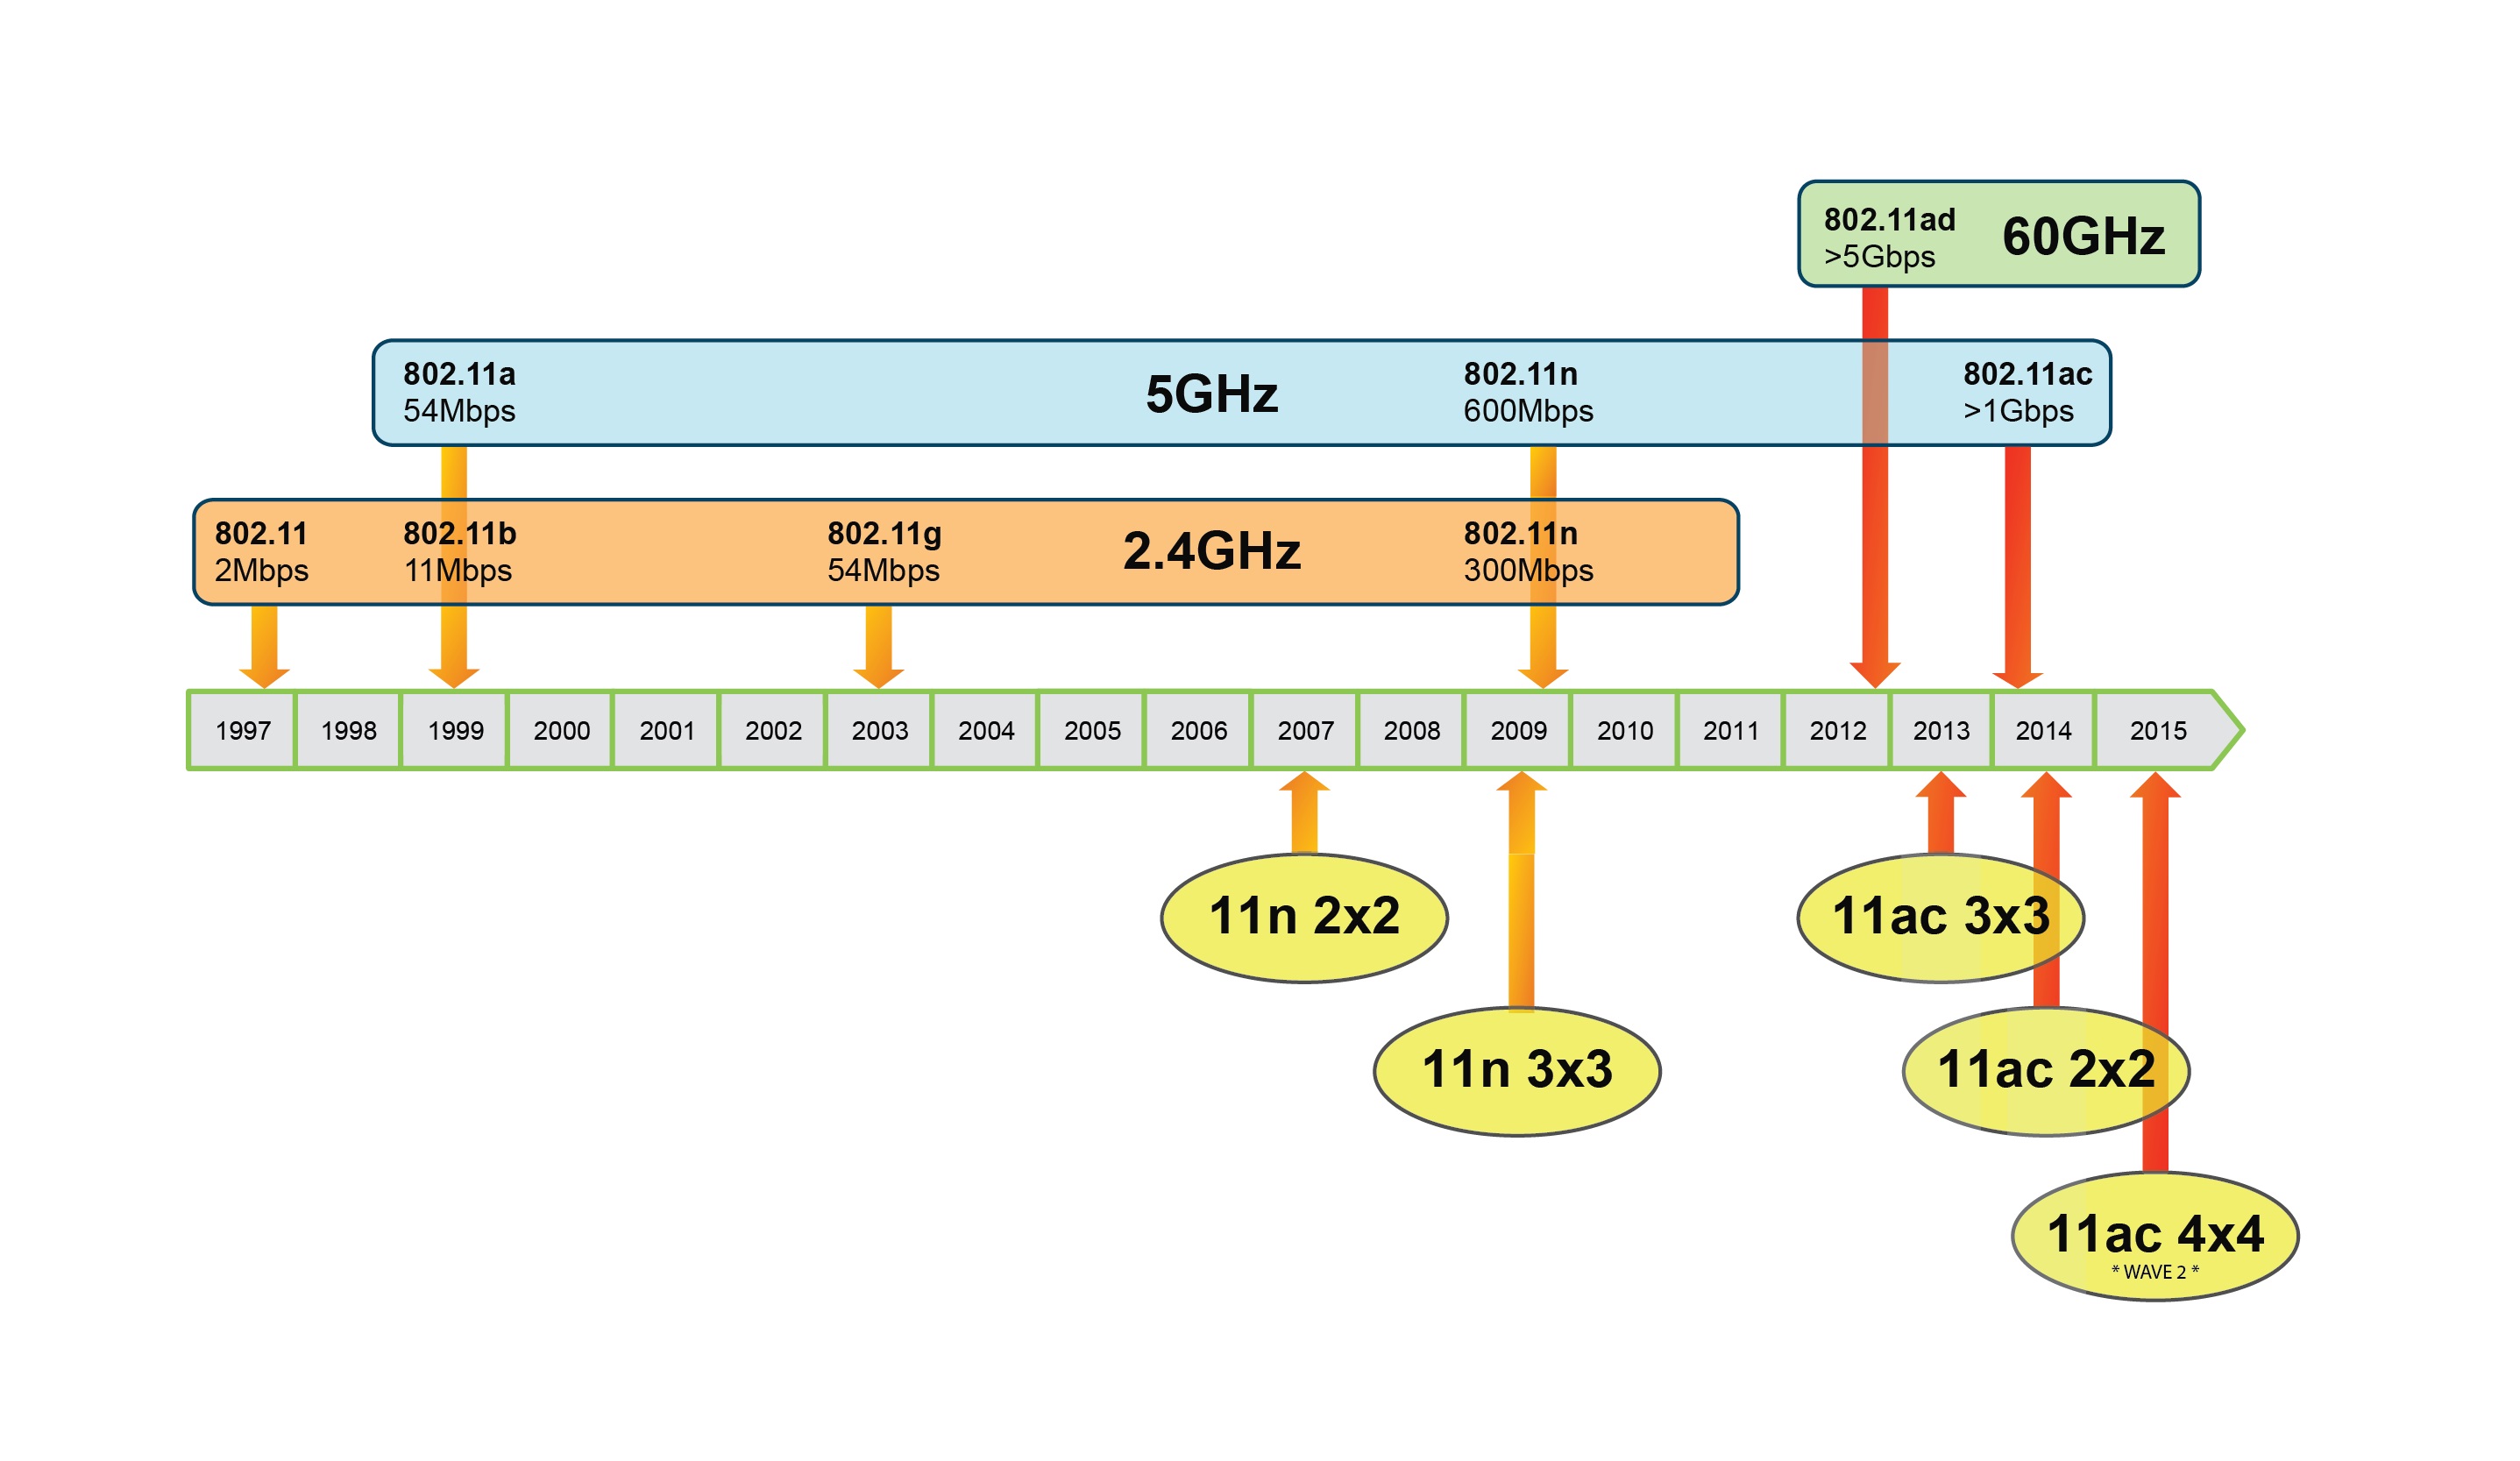 802.11ad
>5Gbps
60GHz
802.11a
54Mbps
5GHz
802.11n
600Mbps
802.11ac
>1Gbps
802.11
2Mbps
802.11b
11Mbps
802.11g
54Mbps
2.4GHz
802.11n
300Mbps
1997 1998 1999 2000 2001 2002 2003 2004 2005 2006 2007 2008 2009 2010 2011 2012 2013 2014 2015
11n 2x2
11ac 3x3
11n 3x3
11ac 2x2
11ac 4x4
* WAVE 2 *